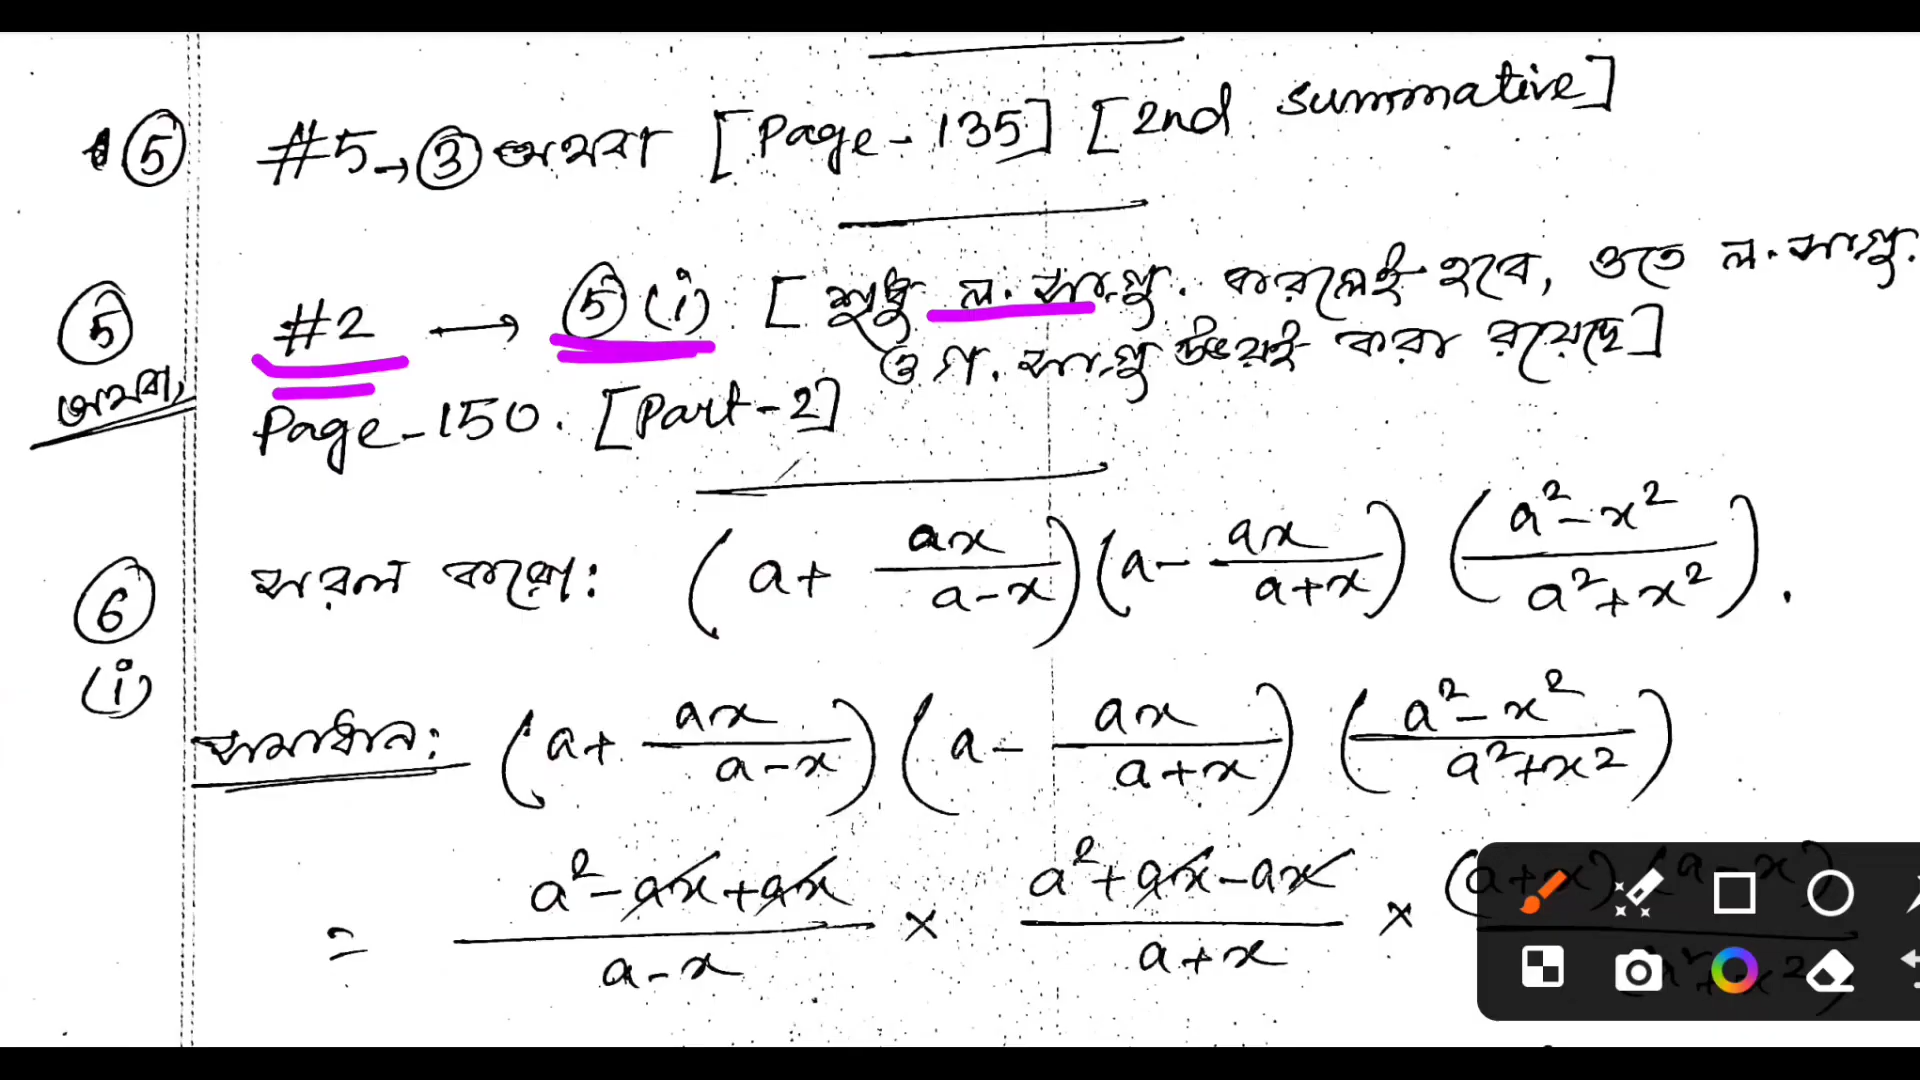 ⑤ #5→③ অথবা [Page-135] [2nd summative]
⑤ অথবা, #2 → ⑤(i) [শুধু ল.সা.গু. করলেই হবে, ওতে ল.সা.গু.
ও গ.সা.গু উভয়ই করা রয়েছে]
Page-150. [Part-2]
⑥ (i) সরল করো: (a + ax/(a-x)) (a - ax/(a+x)) ((a²-x²)/(a²+x²)).
সমাধান: (a + ax/(a-x)) (a - ax/(a+x)) ((a²-x²)/(a²+x²))
= (a²-ax+ax)/(a-x) × (a²+ax-ax)/(a+x) × (a+x)(a-x)/(a²+x²)